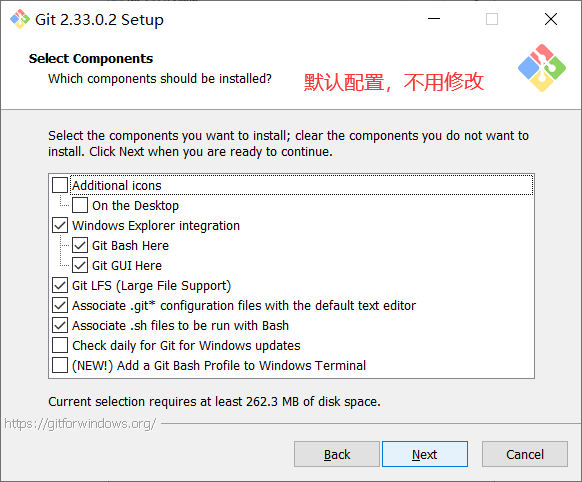 Git 2.33.0.2 Setup
Select Components
Which components should be installed?
默认配置，不用修改
Select the components you want to install; clear the components you do not want to
install. Click Next when you are ready to continue.
Additional icons
On the Desktop
Windows Explorer integration
Git Bash Here
Git GUI Here
Git LFS (Large File Support)
Associate .git* configuration files with the default text editor
Associate .sh files to be run with Bash
Check daily for Git for Windows updates
(NEW!) Add a Git Bash Profile to Windows Terminal
Current selection requires at least 262.3 MB of disk space.
https://gitforwindows.org/
Back Next Cancel